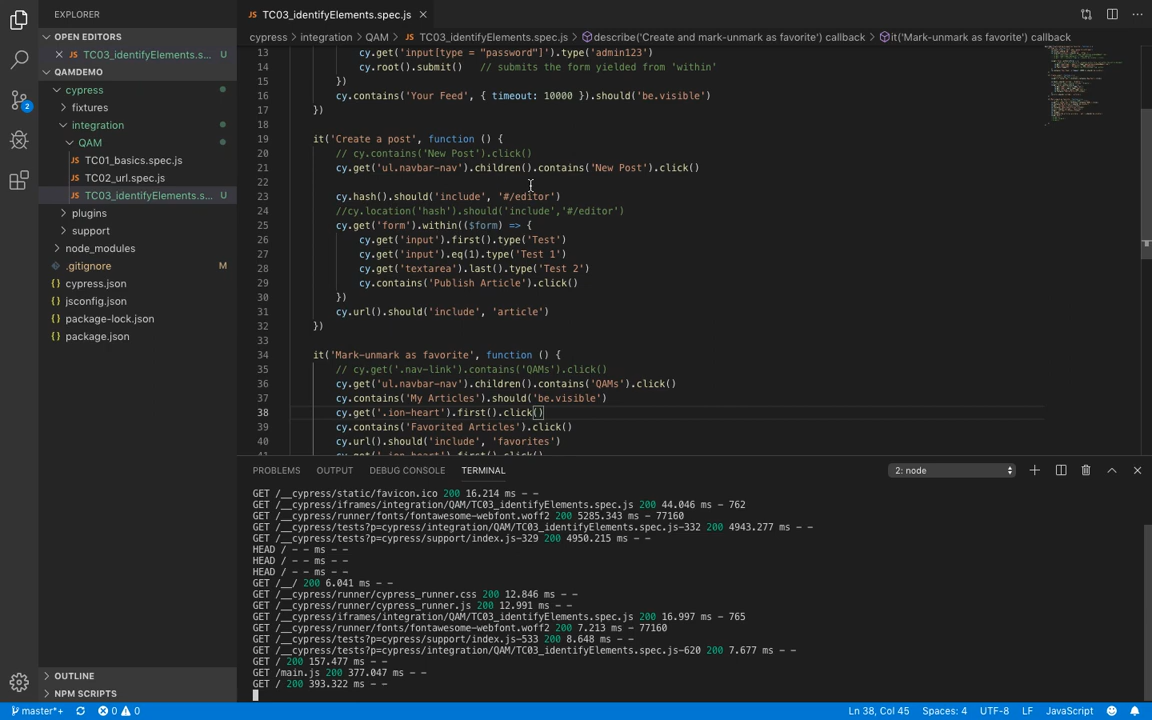 EXPLORER
OPEN EDITORS
JS TC03_identifyElements.s... U
QAMDEMO
cypress
fixtures
integration
QAM
JS TC01_basics.spec.js
JS TC02_url.spec.js
JS TC03_identifyElements.s... U
plugins
support
node_modules
.gitignore M
{} cypress.json
{} jsconfig.json
{} package-lock.json
{} package.json
OUTLINE
NPM SCRIPTS
2
JS TC03_identifyElements.spec.js
cypress > integration > QAM > JS TC03_identifyElements.spec.js > describe('Create and mark-unmark as favorite') callback > it('Mark-unmark as favorite') callback
13 cy.get('input[type = "password"]').type('admin123')
14 cy.root().submit() // submits the form yielded from 'within'
15 })
16 cy.contains('Your Feed', { timeout: 10000 }).should('be.visible')
17 })
18
19 it('Create a post', function () {
20 // cy.contains('New Post').click()
21 cy.get('ul.navbar-nav').children().contains('New Post').click()
22
23 cy.hash().should('include', '#/editor')
24 //cy.location('hash').should('include','#/editor')
25 cy.get('form').within(($form) => {
26 cy.get('input').first().type('Test')
27 cy.get('input').eq(1).type('Test 1')
28 cy.get('textarea').last().type('Test 2')
29 cy.contains('Publish Article').click()
30 })
31 cy.url().should('include', 'article')
32 })
33
34 it('Mark-unmark as favorite', function () {
35 // cy.get('.nav-link').contains('QAMs').click()
36 cy.get('ul.navbar-nav').children().contains('QAMs').click()
37 cy.contains('My Articles').should('be.visible')
38 cy.get('.ion-heart').first().click()
39 cy.contains('Favorited Articles').click()
40 cy.url().should('include', 'favorites')
41 cy.get('.ion-heart').first().click()
PROBLEMS OUTPUT DEBUG CONSOLE TERMINAL 2: node
GET /__cypress/static/favicon.ico 200 16.214 ms - -
GET /__cypress/iframes/integration/QAM/TC03_identifyElements.spec.js 200 44.046 ms - 762
GET /__cypress/runner/fonts/fontawesome-webfont.woff2 200 5285.343 ms - 77160
GET /__cypress/tests?p=cypress/integration/QAM/TC03_identifyElements.spec.js-332 200 4943.277 ms - -
GET /__cypress/tests?p=cypress/support/index.js-329 200 4950.215 ms - -
HEAD / - - ms - -
HEAD / - - ms - -
HEAD / - - ms - -
GET /__/ 200 6.041 ms - -
GET /__cypress/runner/cypress_runner.css 200 12.846 ms - -
GET /__cypress/runner/cypress_runner.js 200 12.991 ms - -
GET /__cypress/iframes/integration/QAM/TC03_identifyElements.spec.js 200 16.997 ms - 765
GET /__cypress/runner/fonts/fontawesome-webfont.woff2 200 7.213 ms - 77160
GET /__cypress/tests?p=cypress/support/index.js-533 200 8.648 ms - -
GET /__cypress/tests?p=cypress/integration/QAM/TC03_identifyElements.spec.js-620 200 7.677 ms - -
GET / 200 157.477 ms - -
GET /main.js 200 377.047 ms - -
GET / 200 393.322 ms - -
master*+ 0 0 Ln 38, Col 45 Spaces: 4 UTF-8 LF JavaScript